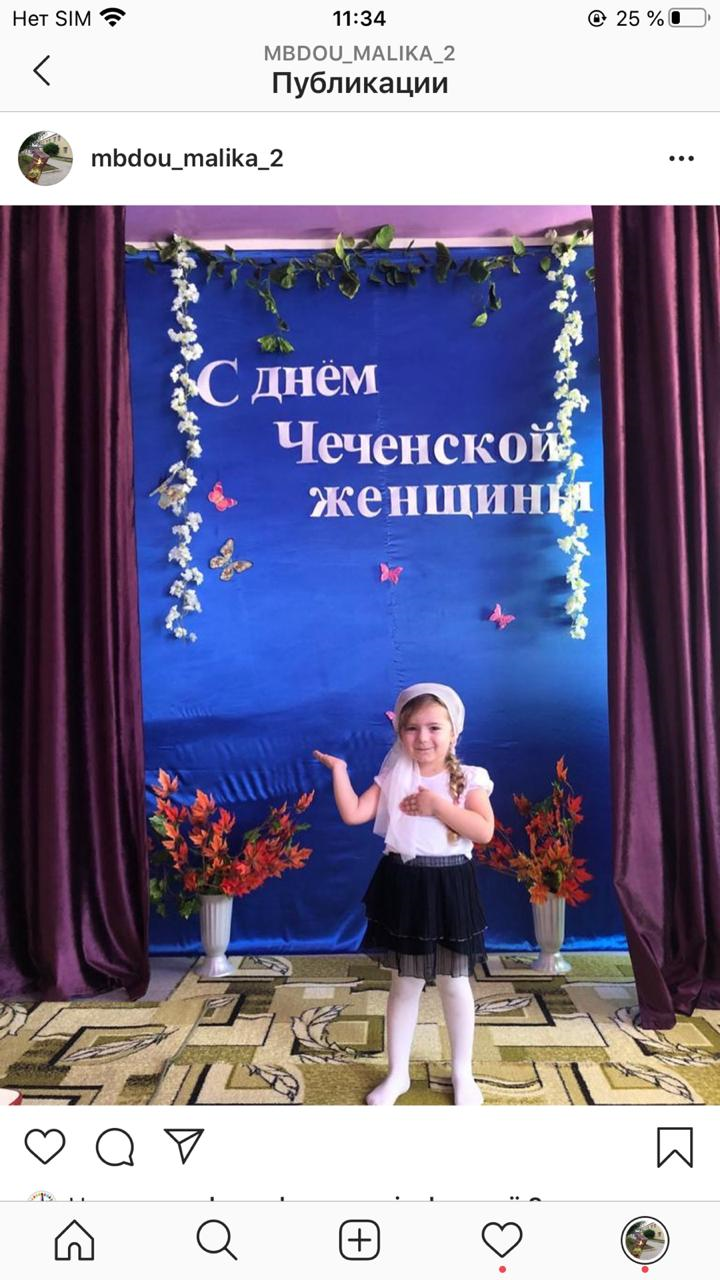 Нет SIM 11:34 25 %
MBDOU_MALIKA_2
Публикации
mbdou_malika_2
С днём
Чеченской
женщины